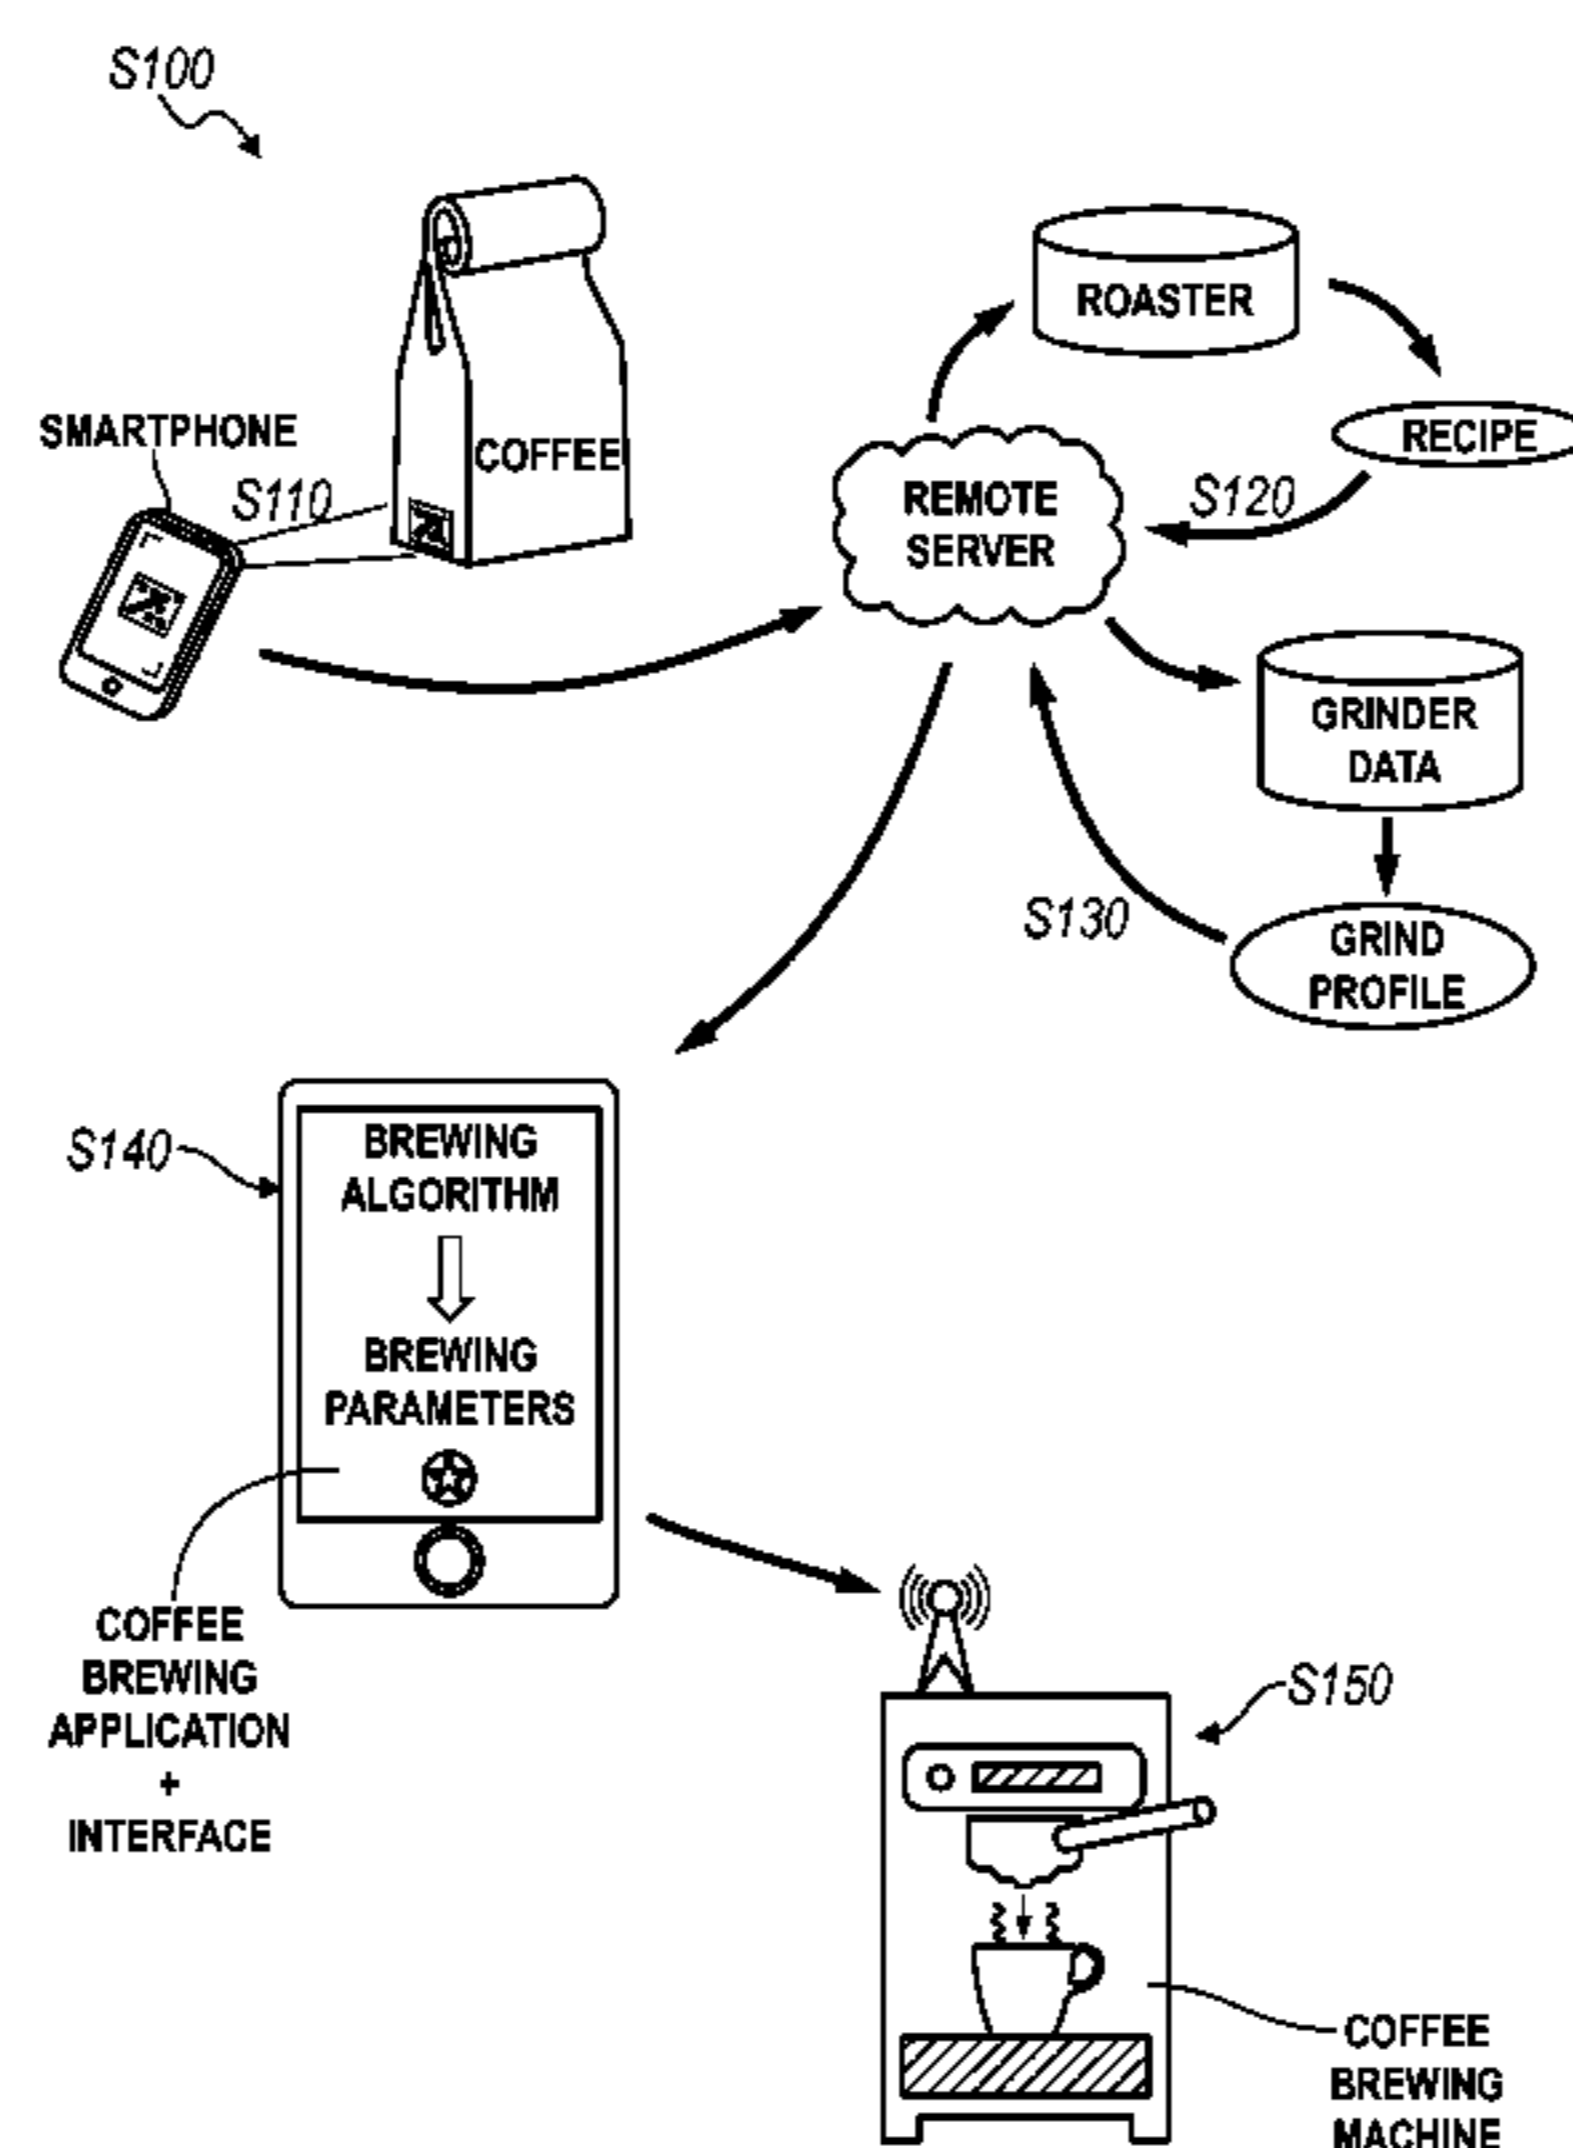 S100
ROASTER
SMARTPHONE
S110
COFFEE
RECIPE
REMOTE
SERVER
S120
GRINDER
DATA
S130
GRIND
PROFILE
S140
BREWING
ALGORITHM
BREWING
PARAMETERS
COFFEE
BREWING
APPLICATION
+
INTERFACE
S150
COFFEE
BREWING
MACHINE